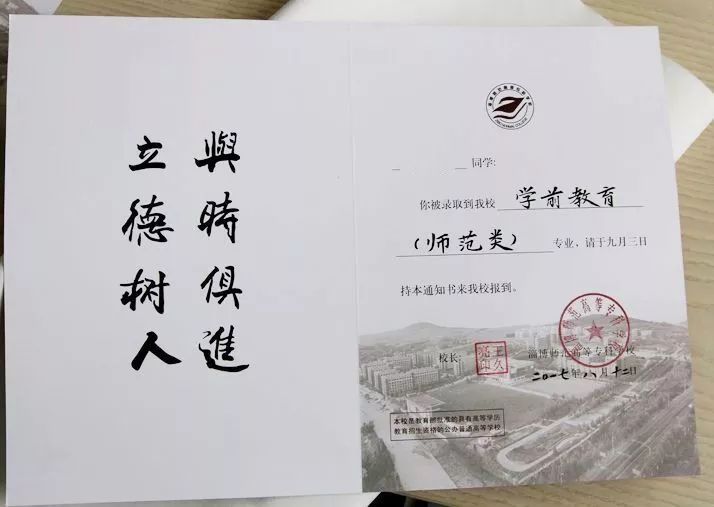 與時俱進
立德树人
同学:
你被录取到我校 学前教育
(师范类) 专业，请于九月三日
持本通知书来我校报到。
校长:
淄博师范高等专科学校
二〇一七年八月十二日
本校是教育部批准的具有高等学历
教育招生资格的公办普通高等学校